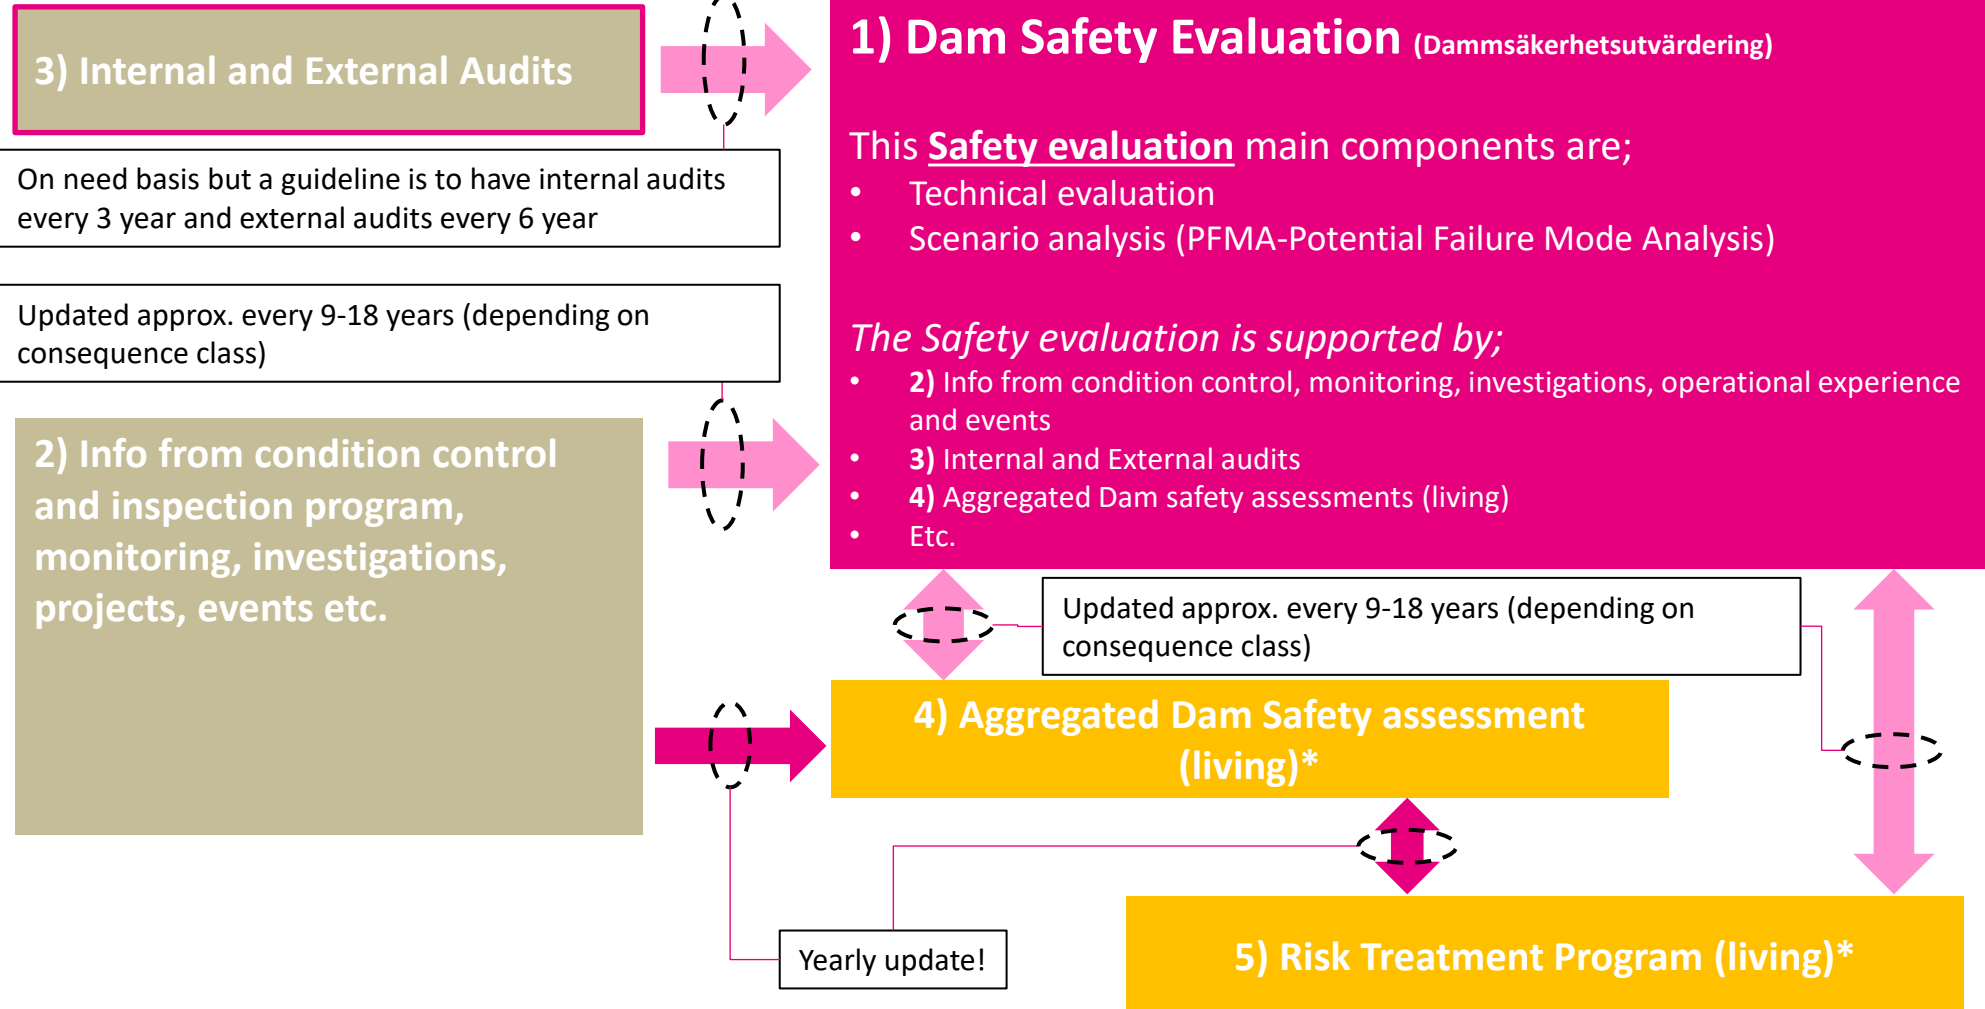 3) Internal and External Audits
On need basis but a guideline is to have internal audits
every 3 year and external audits every 6 year
Updated approx. every 9-18 years (depending on
consequence class)
2) Info from condition control
and inspection program,
monitoring, investigations,
projects, events etc.
1) Dam Safety Evaluation (Dammsäkerhetsutvärdering)
This Safety evaluation main components are;
• Technical evaluation
• Scenario analysis (PFMA-Potential Failure Mode Analysis)
The Safety evaluation is supported by;
• 2) Info from condition control, monitoring, investigations, operational experience
and events
• 3) Internal and External audits
• 4) Aggregated Dam safety assessments (living)
• Etc.
Updated approx. every 9-18 years (depending on
consequence class)
4) Aggregated Dam Safety assessment
(living)*
Yearly update!
5) Risk Treatment Program (living)*